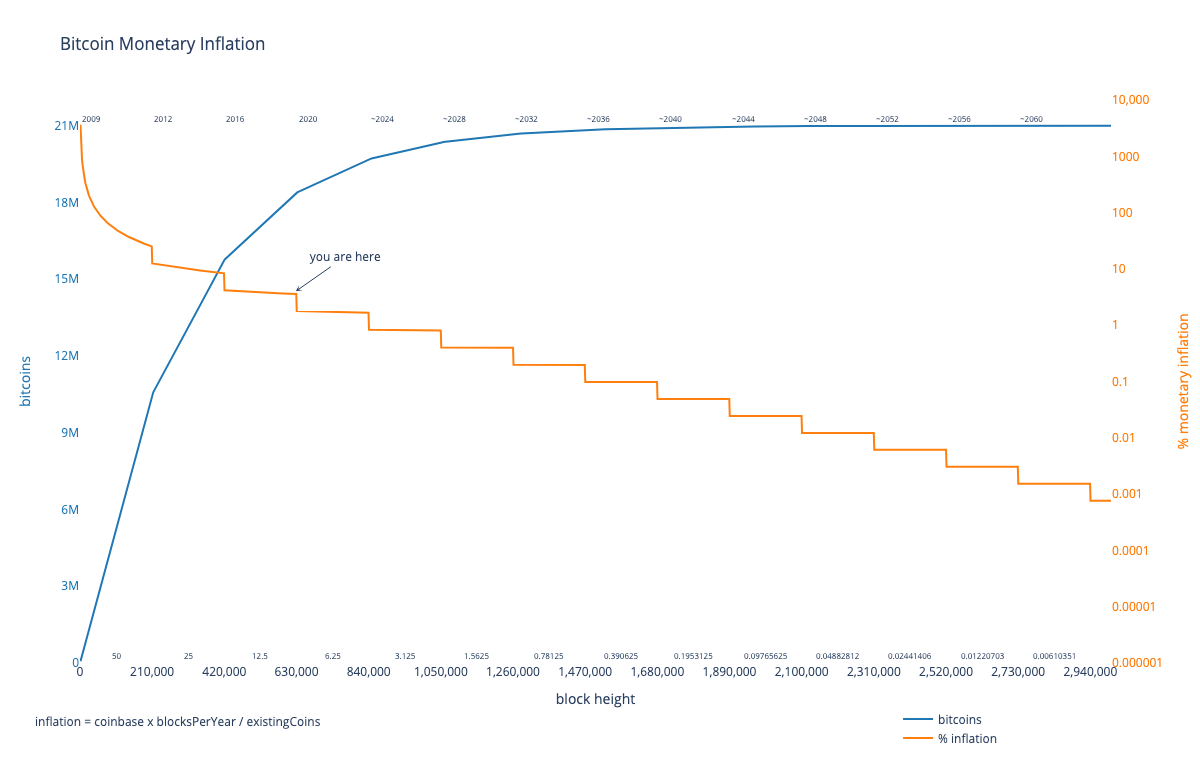 Bitcoin Monetary Inflation
10,000
2009 2012 2016 2020 ~2024 ~2028 ~2032 ~2036 ~2040 ~2044 ~2048 ~2052 ~2056 ~2060
21M
1000
18M
100
you are here
10
15M
1
12M
0.1
9M
0.01
6M
0.001
0.0001
3M
0.00001
50 25 12.5 6.25 3.125 1.5625 0.78125 0.390625 0.1953125 0.09765625 0.04882812 0.02441406 0.01220703 0.00610351
0
0.000001
0 210,000 420,000 630,000 840,000 1,050,000 1,260,000 1,470,000 1,680,000 1,890,000 2,100,000 2,310,000 2,520,000 2,730,000 2,940,000
bitcoins
% monetary inflation
block height
inflation = coinbase x blocksPerYear / existingCoins
bitcoins
% inflation